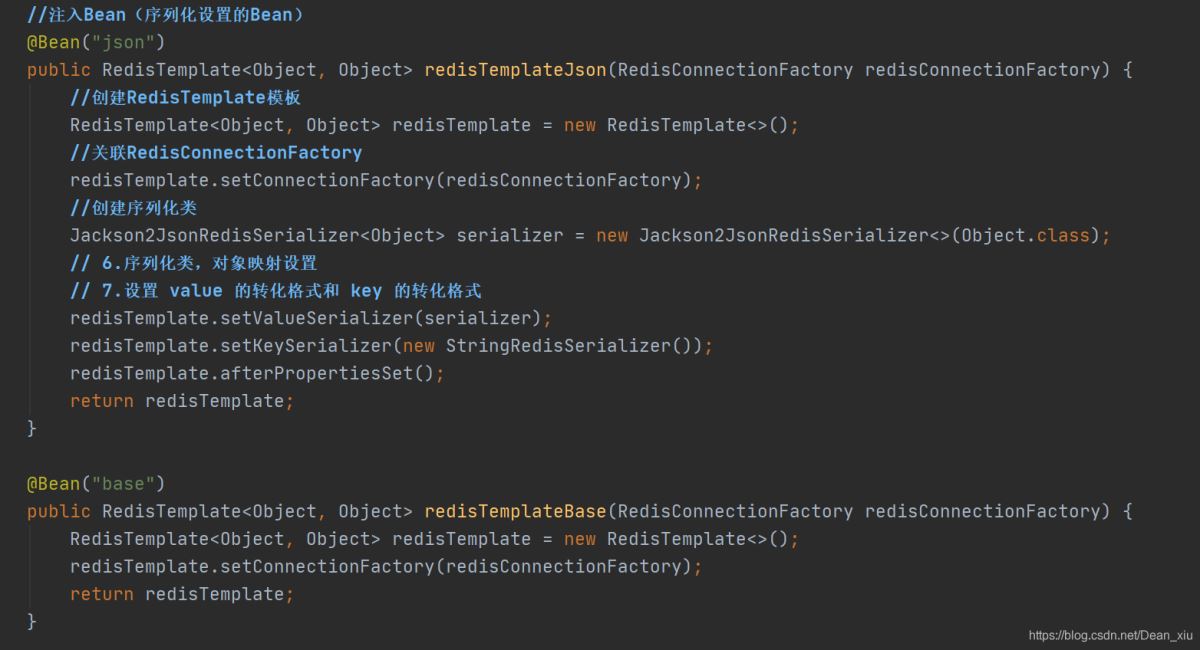 //注入Bean（序列化设置的Bean）
@Bean("json")
public RedisTemplate<Object, Object> redisTemplateJson(RedisConnectionFactory redisConnectionFactory) {
    //创建RedisTemplate模板
    RedisTemplate<Object, Object> redisTemplate = new RedisTemplate<>();
    //关联RedisConnectionFactory
    redisTemplate.setConnectionFactory(redisConnectionFactory);
    //创建序列化类
    Jackson2JsonRedisSerializer<Object> serializer = new Jackson2JsonRedisSerializer<>(Object.class);
    // 6.序列化类，对象映射设置
    // 7.设置 value 的转化格式和 key 的转化格式
    redisTemplate.setValueSerializer(serializer);
    redisTemplate.setKeySerializer(new StringRedisSerializer());
    redisTemplate.afterPropertiesSet();
    return redisTemplate;
}
@Bean("base")
public RedisTemplate<Object, Object> redisTemplateBase(RedisConnectionFactory redisConnectionFactory) {
    RedisTemplate<Object, Object> redisTemplate = new RedisTemplate<>();
    redisTemplate.setConnectionFactory(redisConnectionFactory);
    return redisTemplate;
}
https://blog.csdn.net/Dean_xiu